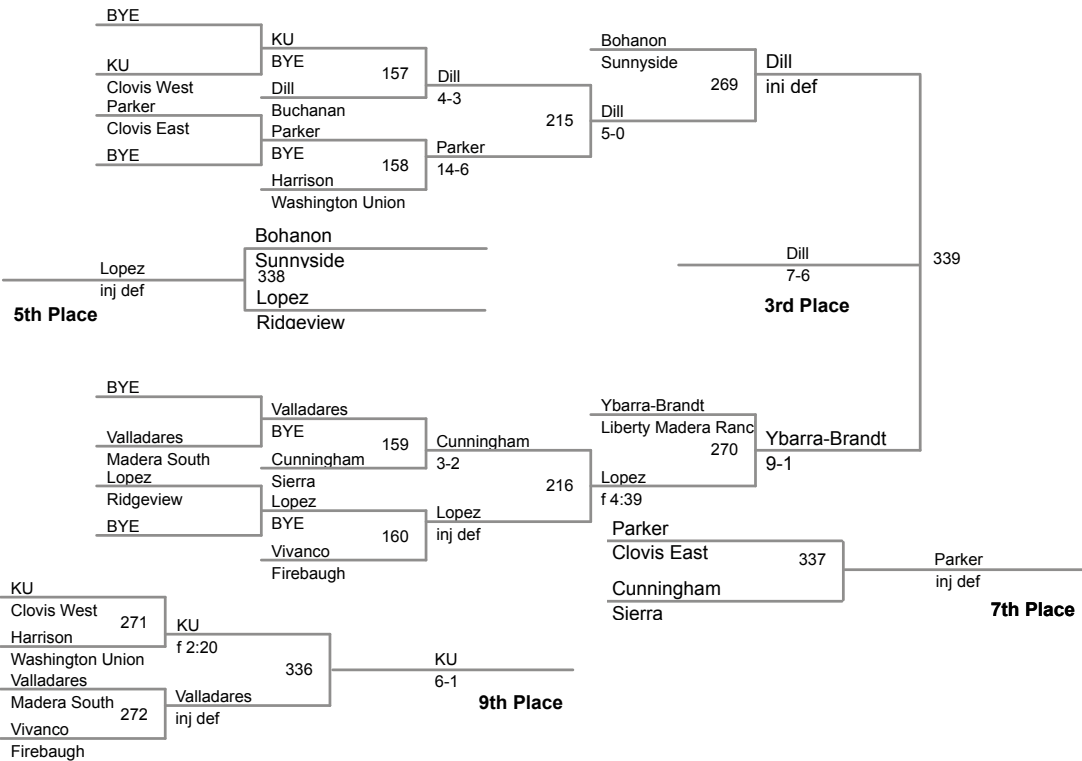 BYE
KU
Clovis West
Parker
Clovis East
BYE
KU
BYE
157
Dill
Buchanan
Parker
BYE
158
Harrison
Washington Union
Dill
4-3
215
Parker
14-6
Bohanon
Sunnyside
269
Dill
5-0
Dill
inj def
339
Dill
7-6
3rd Place
Bohanon
Sunnyside
338
Lopez
Ridgeview
Lopez
inj def
5th Place
BYE
Valladares
Madera South
Lopez
Ridgeview
BYE
Valladares
BYE
159
Cunningham
Sierra
Lopez
BYE
160
Vivanco
Firebaugh
Cunningham
3-2
216
Lopez
inj def
Ybarra-Brandt
Liberty Madera Ranc
270
Lopez
f 4:39
Ybarra-Brandt
9-1
Parker
Clovis East
337
Cunningham
Sierra
Parker
inj def
7th Place
KU
Clovis West
271
Harrison
Washington Union
Valladares
Madera South
272
Vivanco
Firebaugh
KU
f 2:20
336
Valladares
inj def
KU
6-1
9th Place